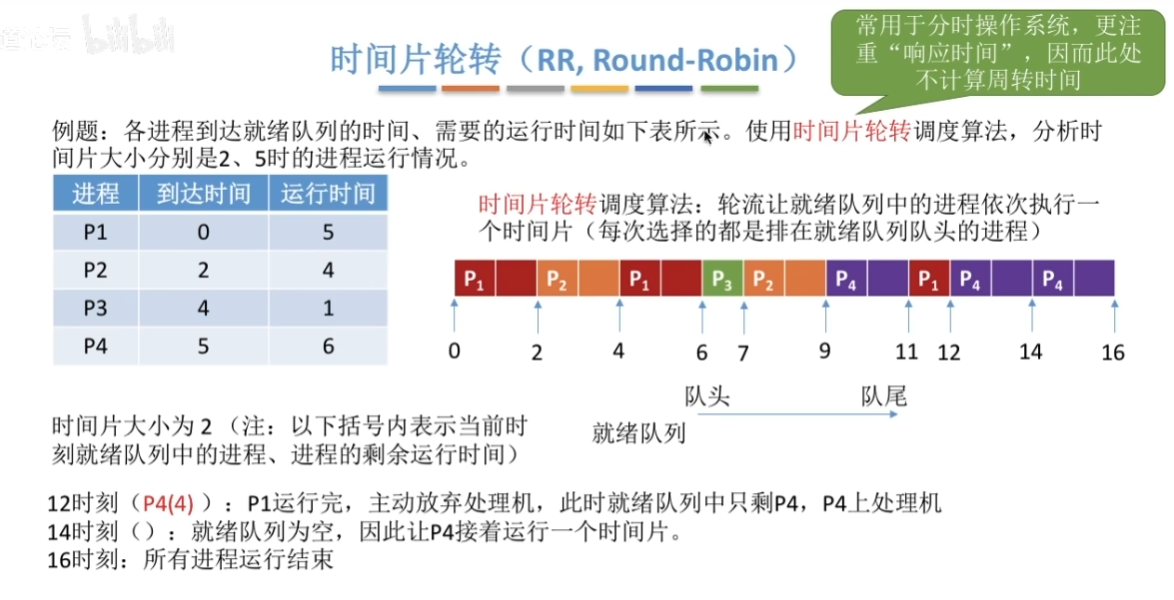 bilibili
常用于分时操作系统，更注
重“响应时间”，因而此处
不计算周转时间
时间片轮转（RR, Round-Robin）
例题：各进程到达就绪队列的时间、需要的运行时间如下表所示。使用时间片轮转调度算法，分析时
间片大小分别是2、5时的进程运行情况。
进程 到达时间 运行时间
P1 0 5
P2 2 4
P3 4 1
P4 5 6
时间片轮转调度算法：轮流让就绪队列中的进程依次执行一
个时间片（每次选择的都是排在就绪队列队头的进程）
P1 P2 P1 P3 P2 P4 P1 P4 P4
0 2 4 6 7 9 11 12 14 16
队头 队尾
就绪队列
时间片大小为 2 （注：以下括号内表示当前时
刻就绪队列中的进程、进程的剩余运行时间）
12时刻（P4(4) ）：P1运行完，主动放弃处理机，此时就绪队列中只剩P4，P4上处理机
14时刻（）：就绪队列为空，因此让P4接着运行一个时间片。
16时刻：所有进程运行结束